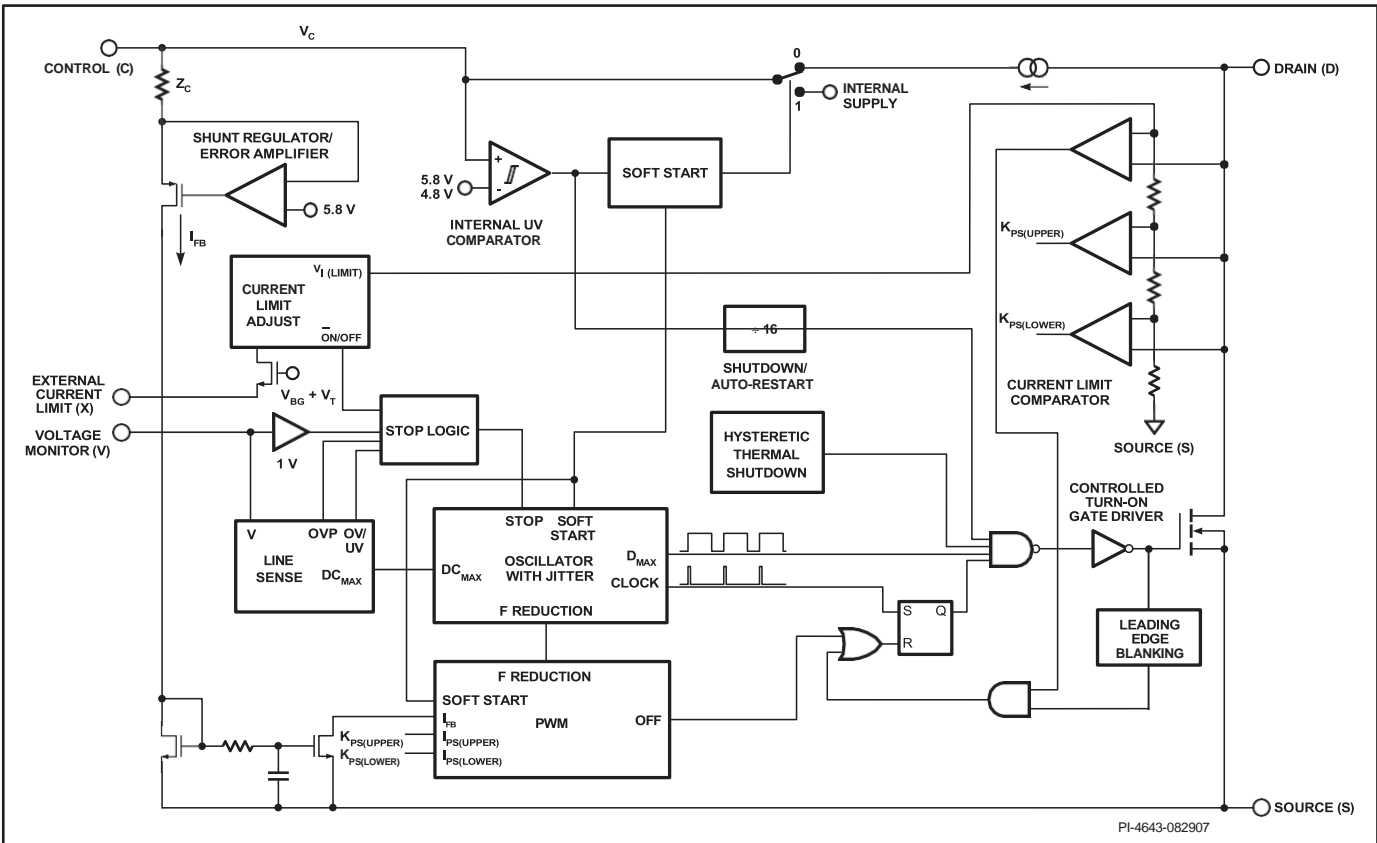 V_C
CONTROL (C)
Z_C
0
DRAIN (D)
INTERNAL
SUPPLY
1
SHUNT REGULATOR/
ERROR AMPLIFIER
5.8 V
I_FB
+
5.8 V
4.8 V
-
INTERNAL UV
COMPARATOR
SOFT START
K_PS(UPPER)
K_PS(LOWER)
CURRENT LIMIT
COMPARATOR
SOURCE (S)
V_I (LIMIT)
CURRENT
LIMIT
ADJUST
ON/OFF
÷ 16
SHUTDOWN/
AUTO-RESTART
EXTERNAL
CURRENT
LIMIT (X)
V_BG + V_T
VOLTAGE
MONITOR (V)
1 V
STOP LOGIC
HYSTERETIC
THERMAL
SHUTDOWN
CONTROLLED
TURN-ON
GATE DRIVER
V
OVP
OV/
UV
LINE
SENSE
DC_MAX
STOP
SOFT
START
DC_MAX
OSCILLATOR
WITH JITTER
D_MAX
CLOCK
F REDUCTION
S
Q
R
LEADING
EDGE
BLANKING
F REDUCTION
SOFT START
I_FB
PWM
OFF
K_PS(UPPER)
I_PS(UPPER)
K_PS(LOWER)
I_PS(LOWER)
SOURCE (S)
PI-4643-082907